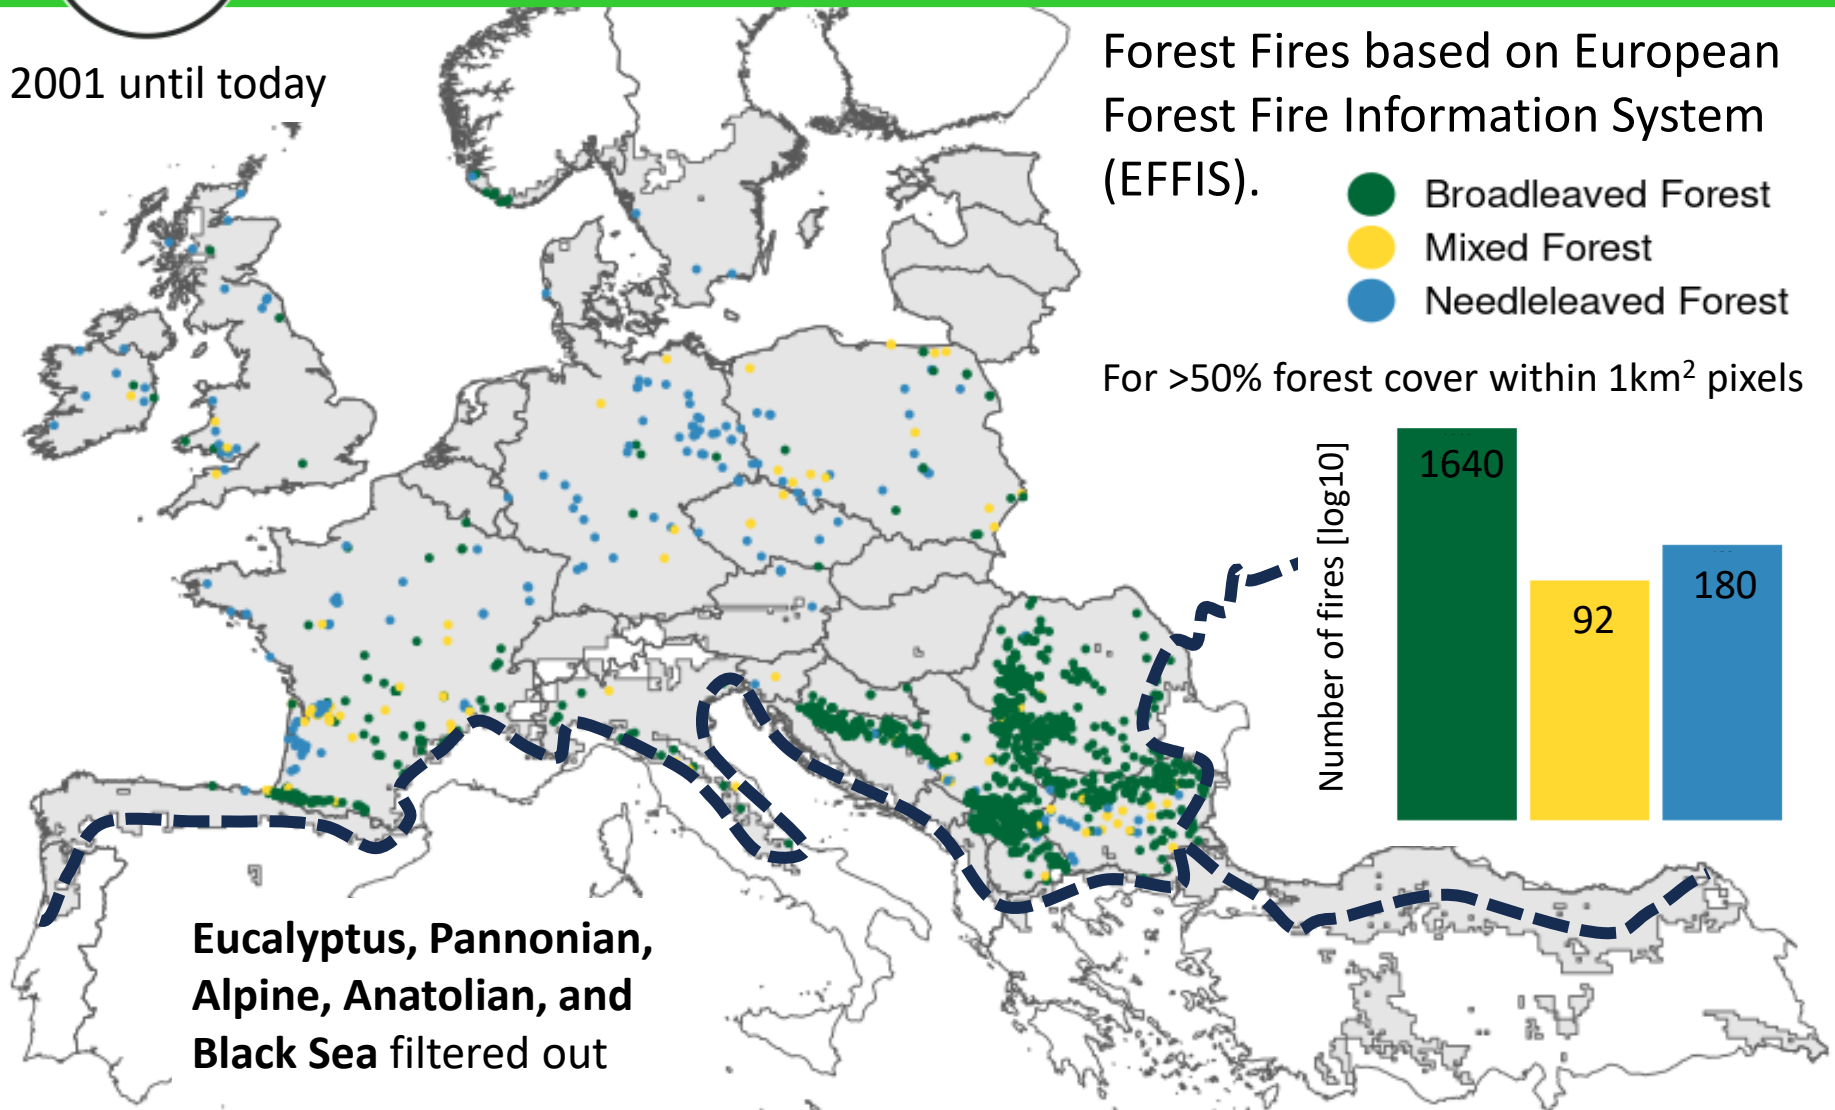 2001 until today
Forest Fires based on European
Forest Fire Information System
(EFFIS).
Broadleaved Forest
Mixed Forest
Needleleaved Forest
For >50% forest cover within 1km² pixels
Number of fires [log10]
1640
92
180
Eucalyptus, Pannonian,
Alpine, Anatolian, and
Black Sea filtered out